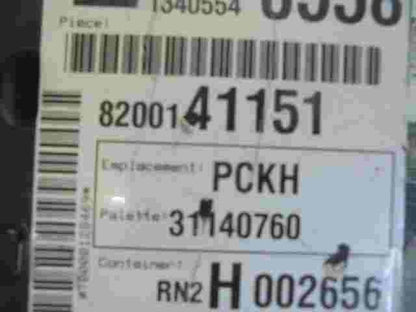 1340554
Piece:
8200141151
Emplacement: PCKH
Palette: 31140760
Container:
RN2 H 002656